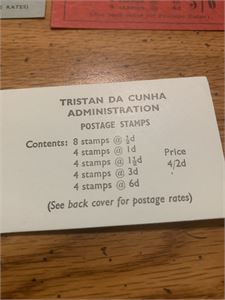 S RATES)
TRISTAN DA CUNHA
ADMINISTRATION
POSTAGE STAMPS
Contents: 8 stamps @ ½d
4 stamps @ 1d Price
4 stamps @ 1½d 4/2d
4 stamps @ 3d
4 stamps @ 6d
(See back cover for postage rates)